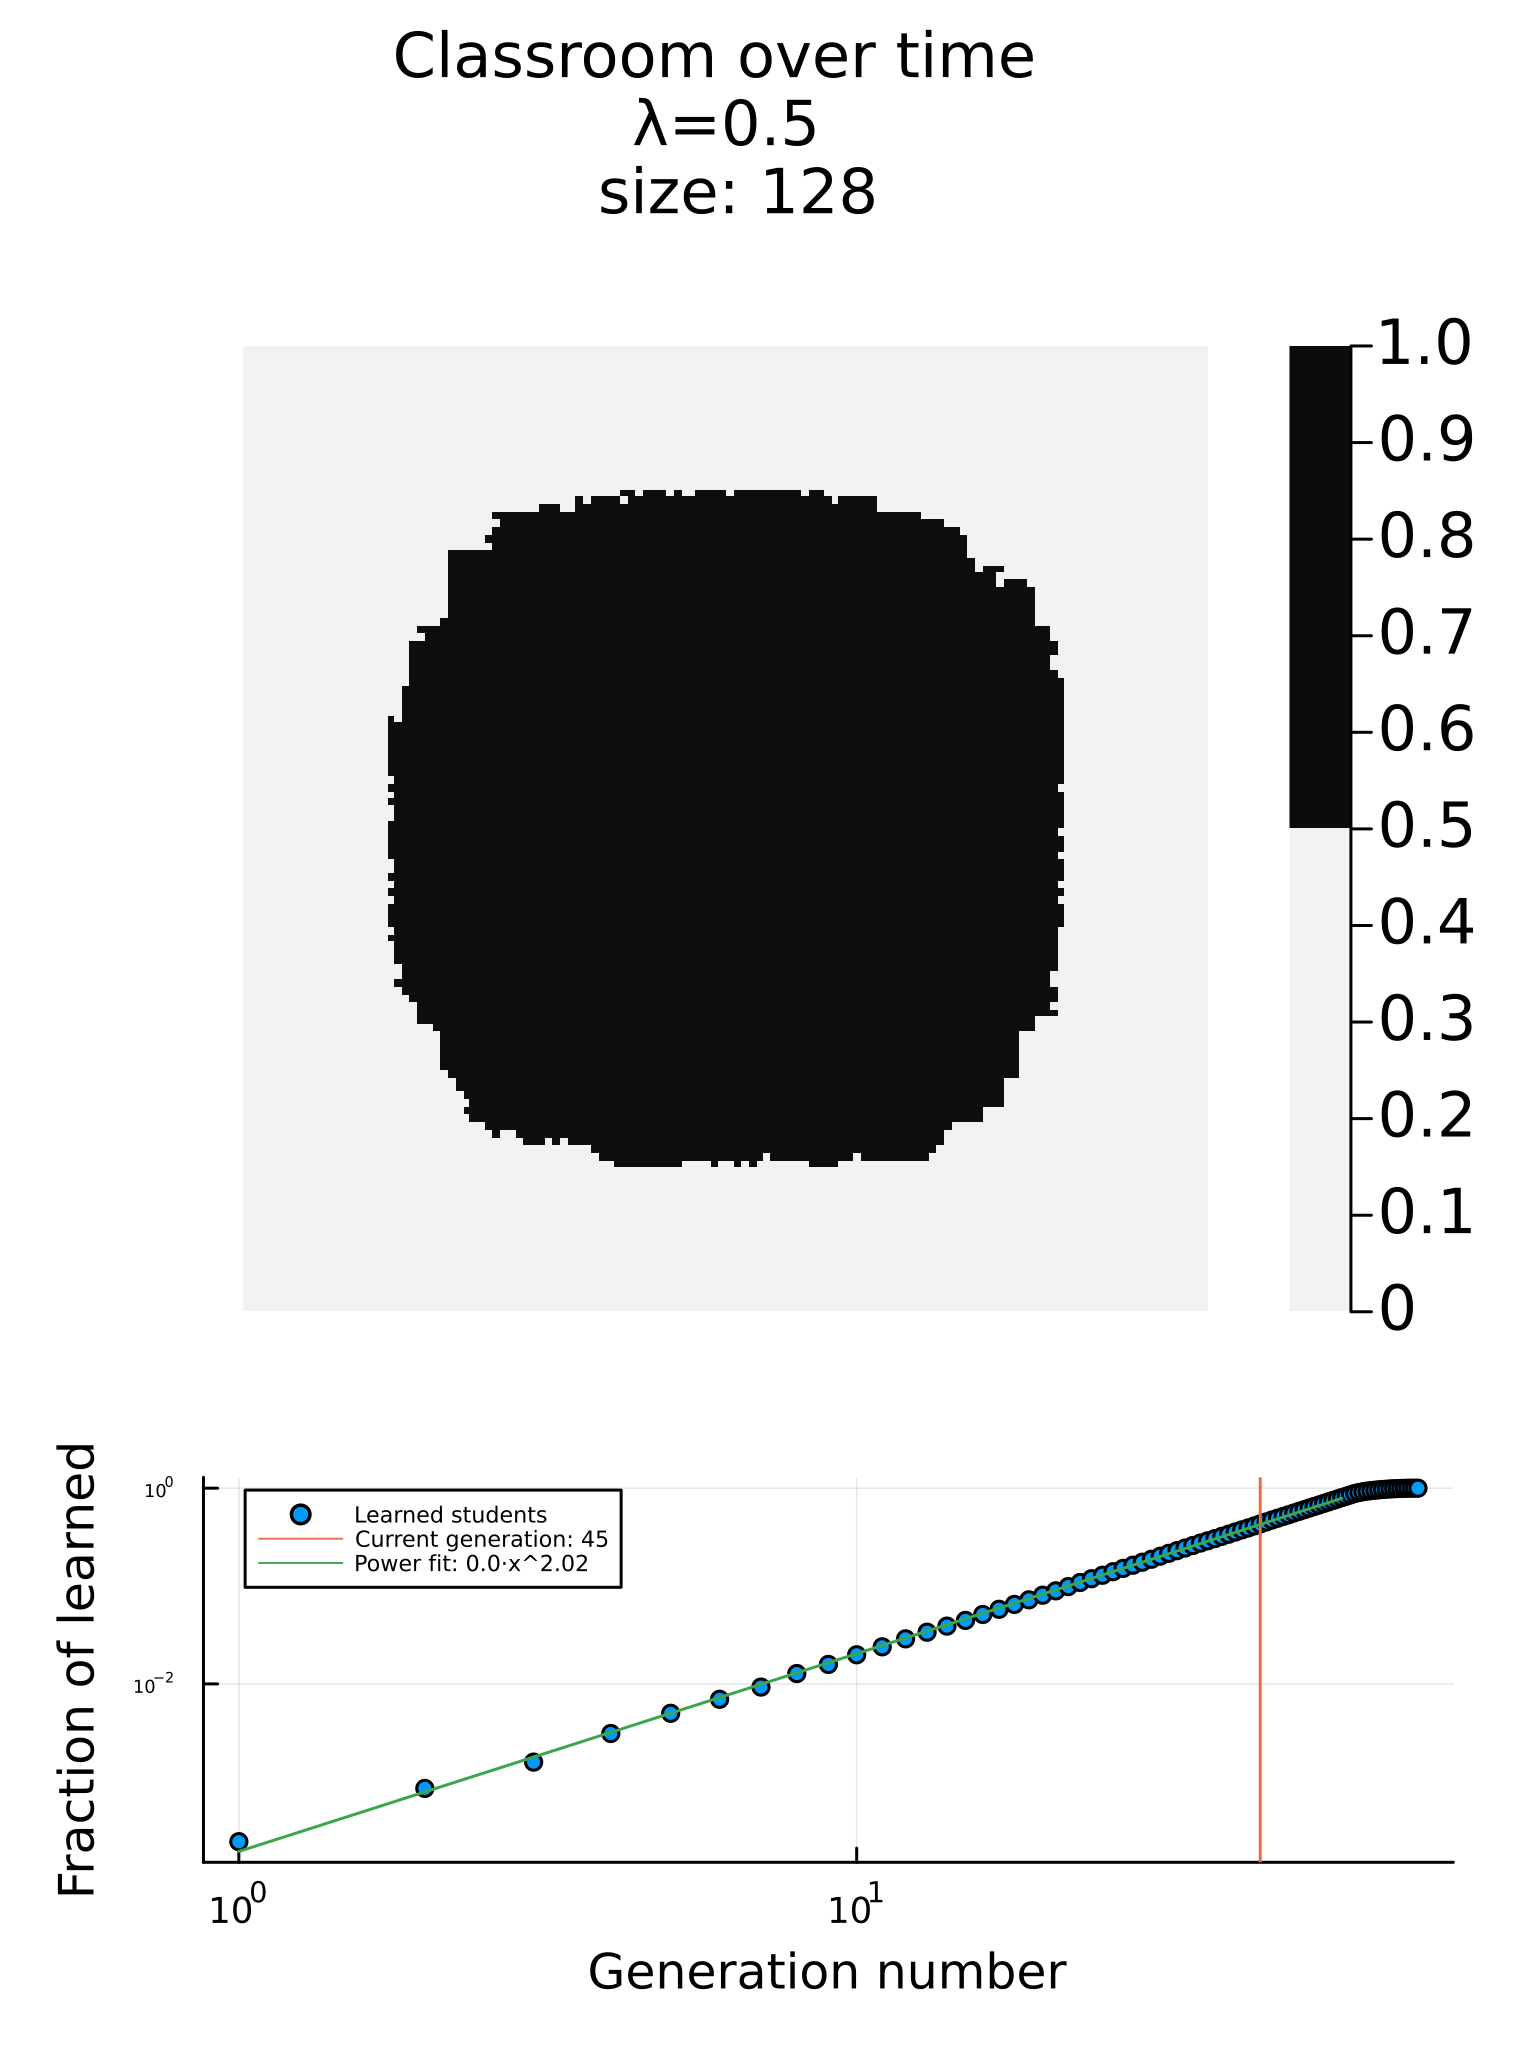 Classroom over time
λ=0.5
size: 128
1.0
0.9
0.8
0.7
0.6
0.5
0.4
0.3
0.2
0.1
0
Fraction of learned
10^0
10^−2
Learned students
Current generation: 45
Power fit: 0.0·x^2.02
10^0
10^1
Generation number